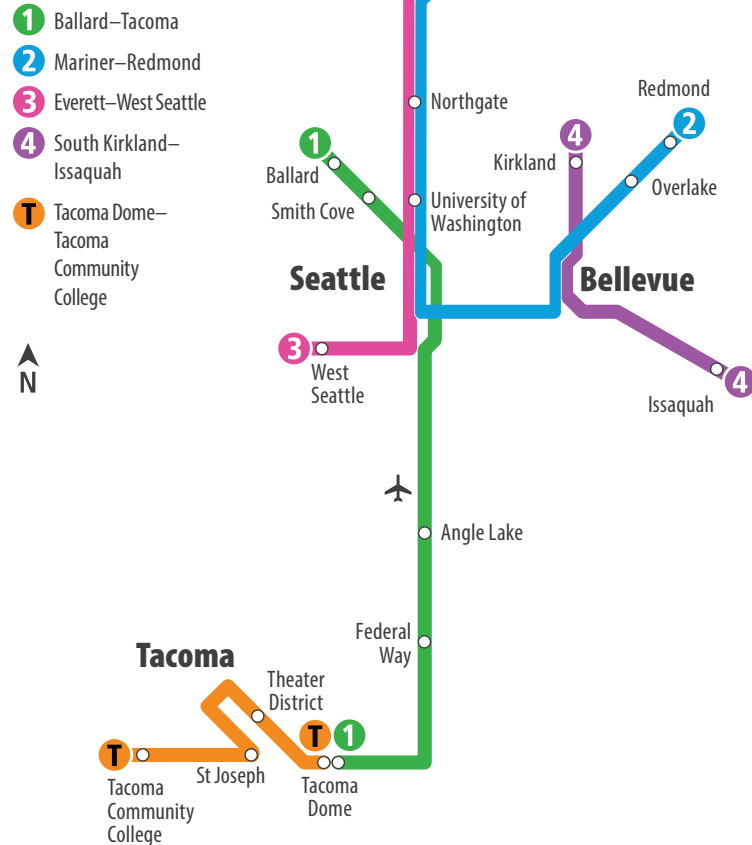 1 Ballard–Tacoma
2 Mariner–Redmond
3 Everett–West Seattle
4 South Kirkland–
Issaquah
T Tacoma Dome–
Tacoma
Community
College
N
Northgate
Redmond
2
1
4
Ballard
Kirkland
Overlake
Smith Cove
University of
Washington
Seattle
Bellevue
3
West
Seattle
4
Issaquah
Angle Lake
Federal
Way
Tacoma
Theater
District
T 1
T
St Joseph
Tacoma
Dome
Tacoma
Community
College